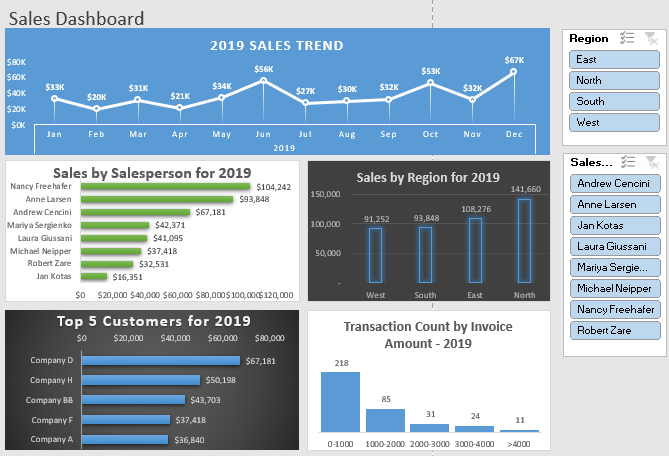 Sales Dashboard
2019 SALES TREND
$80K
$60K
$40K
$20K
$0K
$33K
$20K
$31K
$21K
$34K
$56K
$27K
$30K
$32K
$53K
$32K
$67K
Jan
Feb
Mar
Apr
May
Jun
Jul
Aug
Sep
Oct
Nov
Dec
2019
Region
East
North
South
West
Sales by Salesperson for 2019
Nancy Freehafer $104,242
Anne Larsen $93,848
Andrew Cencini $67,181
Mariya Sergienko $42,371
Laura Giussani $41,095
Michael Neipper $37,418
Robert Zare $32,531
Jan Kotas $16,351
$0 $20,000 $40,000 $60,000 $80,000 $100,000 $120,000
Sales by Region for 2019
150,000
100,000
50,000
-
91,252
93,848
108,276
141,660
West
South
East
North
Sales...
Andrew Cencini
Anne Larsen
Jan Kotas
Laura Giussani
Mariya Sergie...
Michael Neipper
Nancy Freehafer
Robert Zare
Top 5 Customers for 2019
$0 $20,000 $40,000 $60,000 $80,000
Company D $67,181
Company H $50,198
Company BB $43,703
Company F $37,418
Company A $36,840
Transaction Count by Invoice
Amount - 2019
218
85
31
24
11
0-1000
1000-2000
2000-3000
3000-4000
>4000